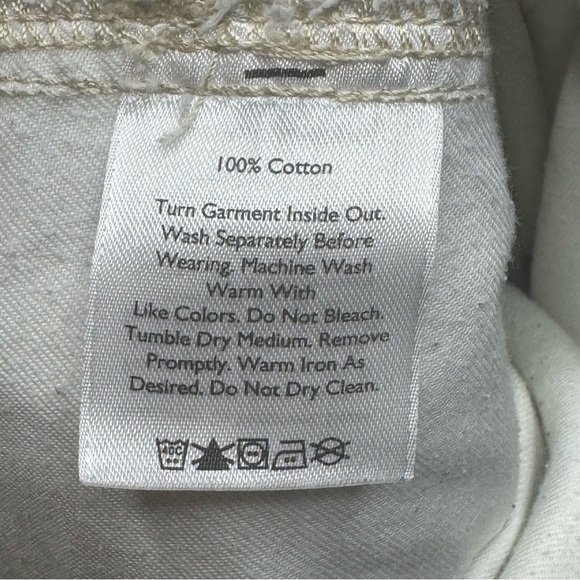 100% Cotton
Turn Garment Inside Out.
Wash Separately Before
Wearing. Machine Wash
Warm With
Like Colors. Do Not Bleach.
Tumble Dry Medium. Remove
Promptly. Warm Iron As
Desired. Do Not Dry Clean.
40C